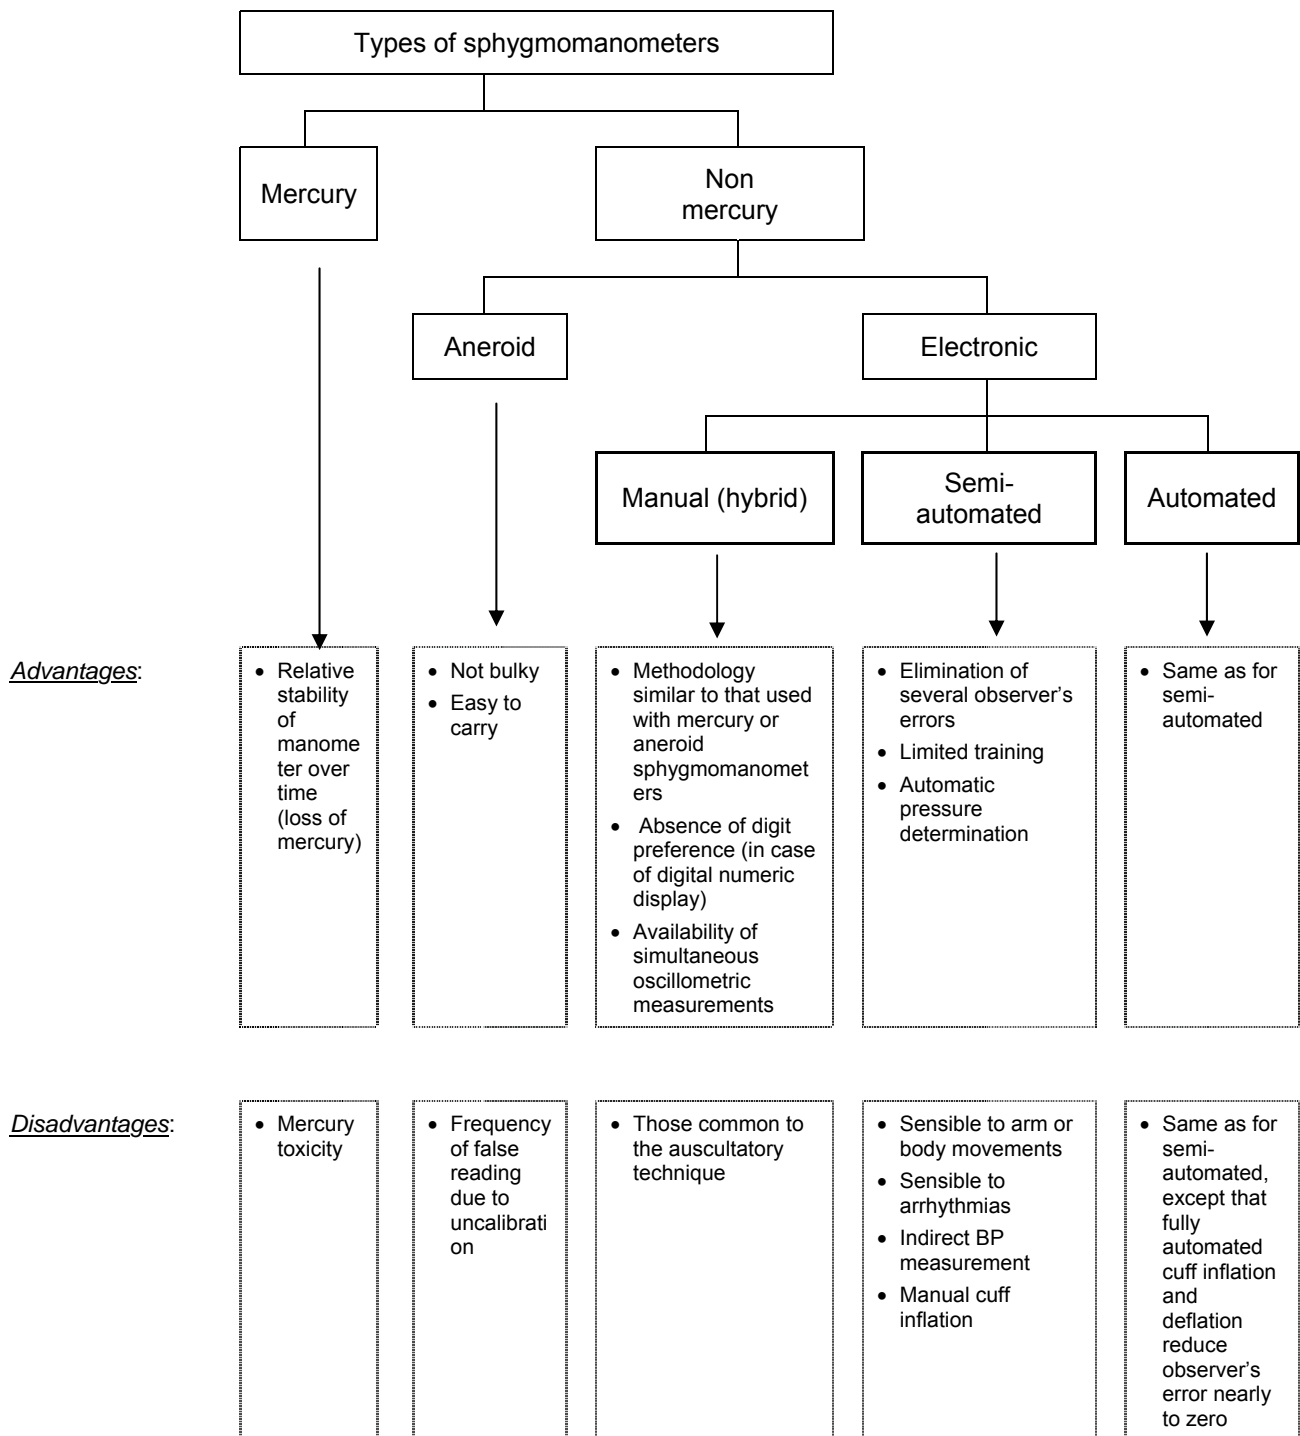 Types of sphygmomanometers
Mercury
Non
mercury
Aneroid
Electronic
Manual (hybrid)
Semi-
automated
Automated
Advantages:
• Relative
stability
of
manome
ter over
time
(loss of
mercury)
• Not bulky
• Easy to
carry
• Methodology
similar to that used
with mercury or
aneroid
sphygmomanomet
ers
• Absence of digit
preference (in case
of digital numeric
display)
• Availability of
simultaneous
oscillometric
measurements
• Elimination of
several observer’s
errors
• Limited training
• Automatic
pressure
determination
• Same as for
semi-
automated
Disadvantages:
• Mercury
toxicity
• Frequency
of false
reading
due to
uncalibrati
on
• Those common to
the auscultatory
technique
• Sensible to arm or
body movements
• Sensible to
arrhythmias
• Indirect BP
measurement
• Manual cuff
inflation
• Same as for
semi-
automated,
except that
fully
automated
cuff inflation
and
deflation
reduce
observer’s
error nearly
to zero